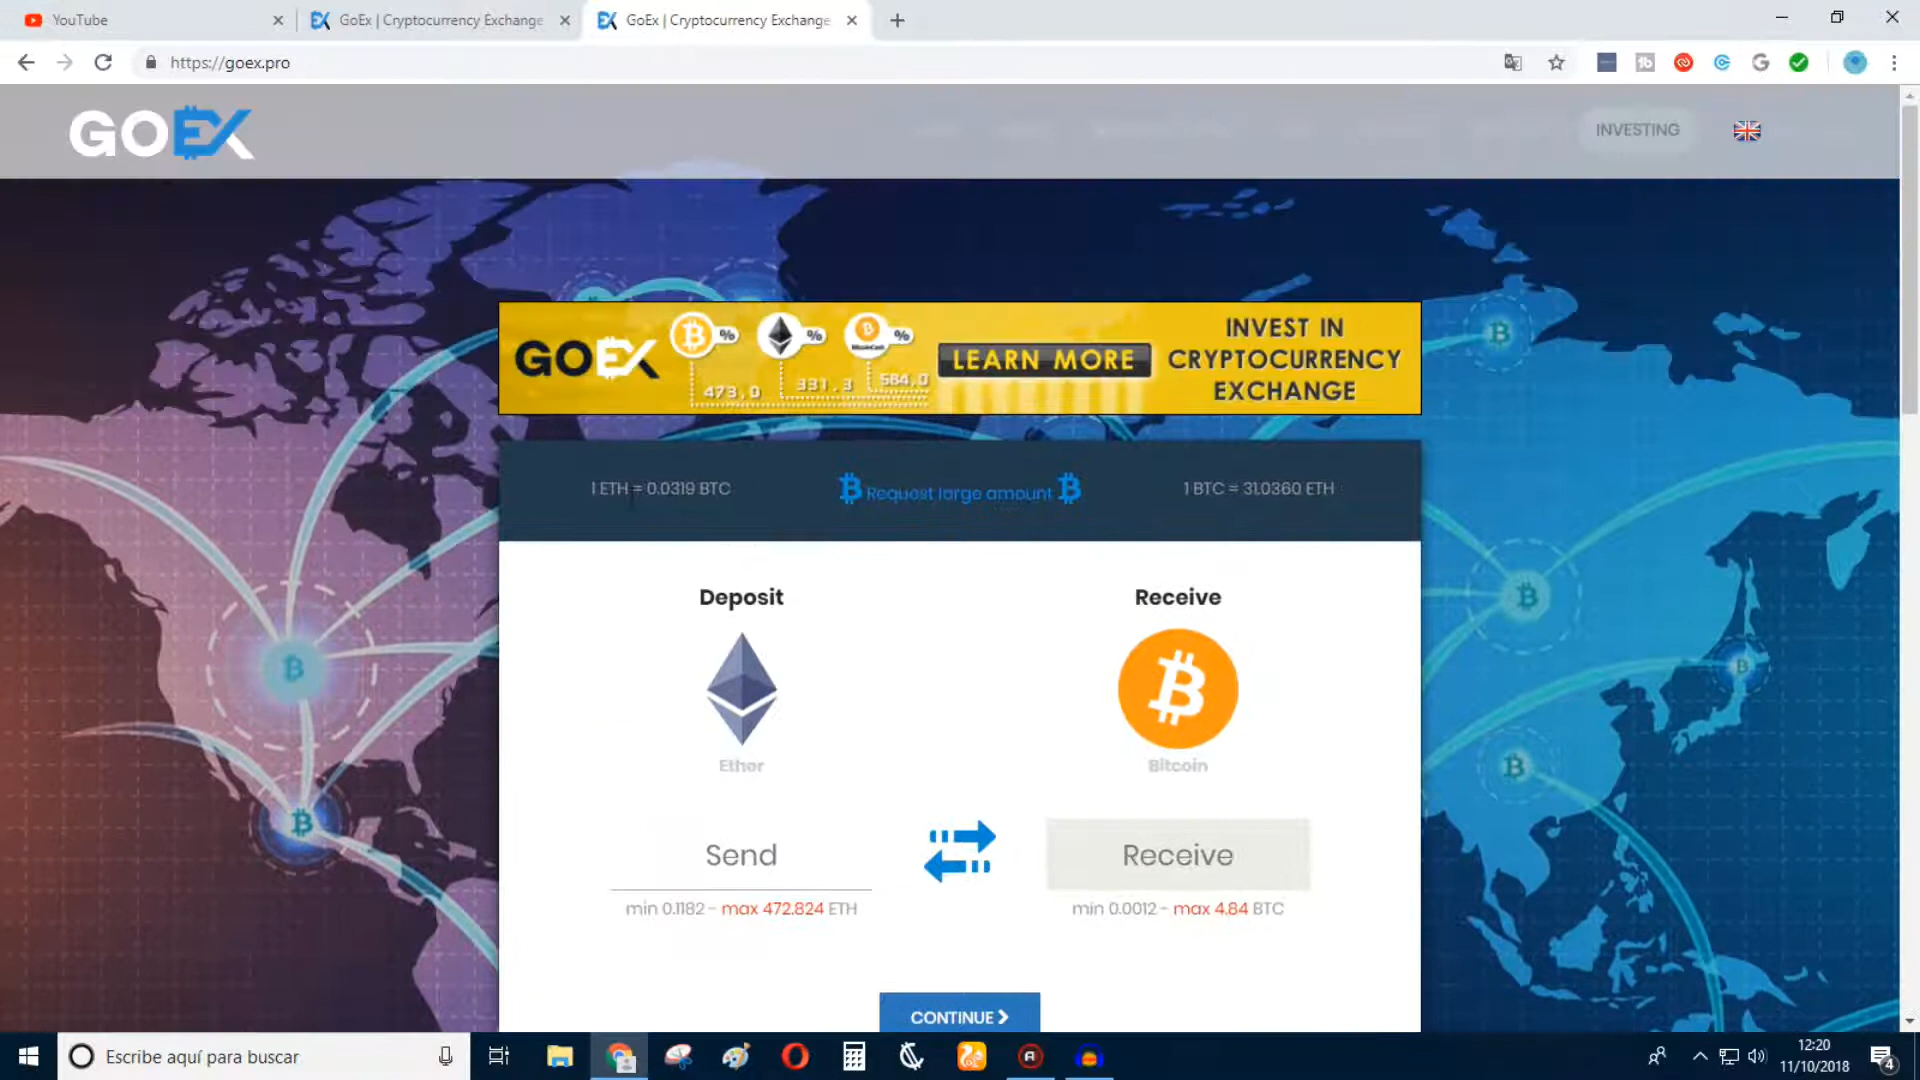 YouTube
GoEx | Cryptocurrency Exchange
GoEx | Cryptocurrency Exchange
https://goex.pro
GOEX
INVESTING
GOEX
%
%
%
BitcoinCash
473,0
331,3
584,0
LEARN MORE
INVEST IN
CRYPTOCURRENCY
EXCHANGE
1 ETH = 0.0319 BTC
Request large amount
1 BTC = 31.0360 ETH
Deposit
Receive
Ether
Bitcoin
Send
Receive
min 0.1182 - max 472.824 ETH
min 0.0012 - max 4.84 BTC
CONTINUE
Escribe aquí para buscar
12:20
11/10/2018
4